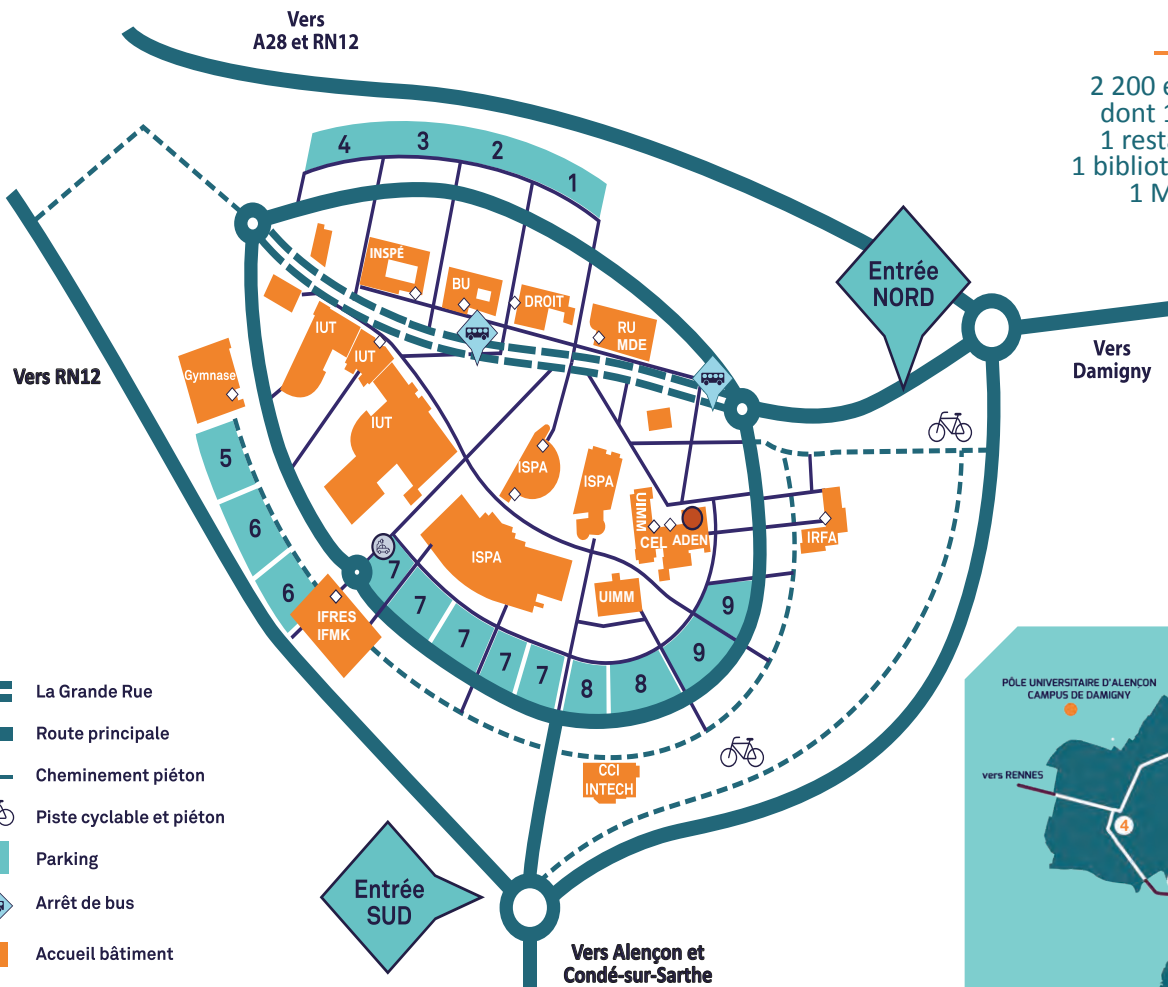 Vers
A28 et RN12
2 200
dont
1
1
1
4
3
2
1
Entrée
NORD
INSPÉ
BU
DROIT
RU
MDE
IUT
IUT
IUT
Vers RN12
Gymnase
Vers
Damigny
5
6
6
ISPA
ISPA
ISPA
UIMM
CEL
ADEN
IRFA
UIMM
IFRES
IFMK
7
7
7
7
7
8
8
9
9
CCI
INTECH
La Grande Rue
Route principale
Cheminement piéton
Piste cyclable et piéton
Parking
Arrêt de bus
Accueil bâtiment
Entrée
SUD
Vers Alençon et
Condé-sur-Sarthe
PÔLE UNIVERSITAIRE D'ALENÇON
CAMPUS DE DAMIGNY
vers RENNES
4